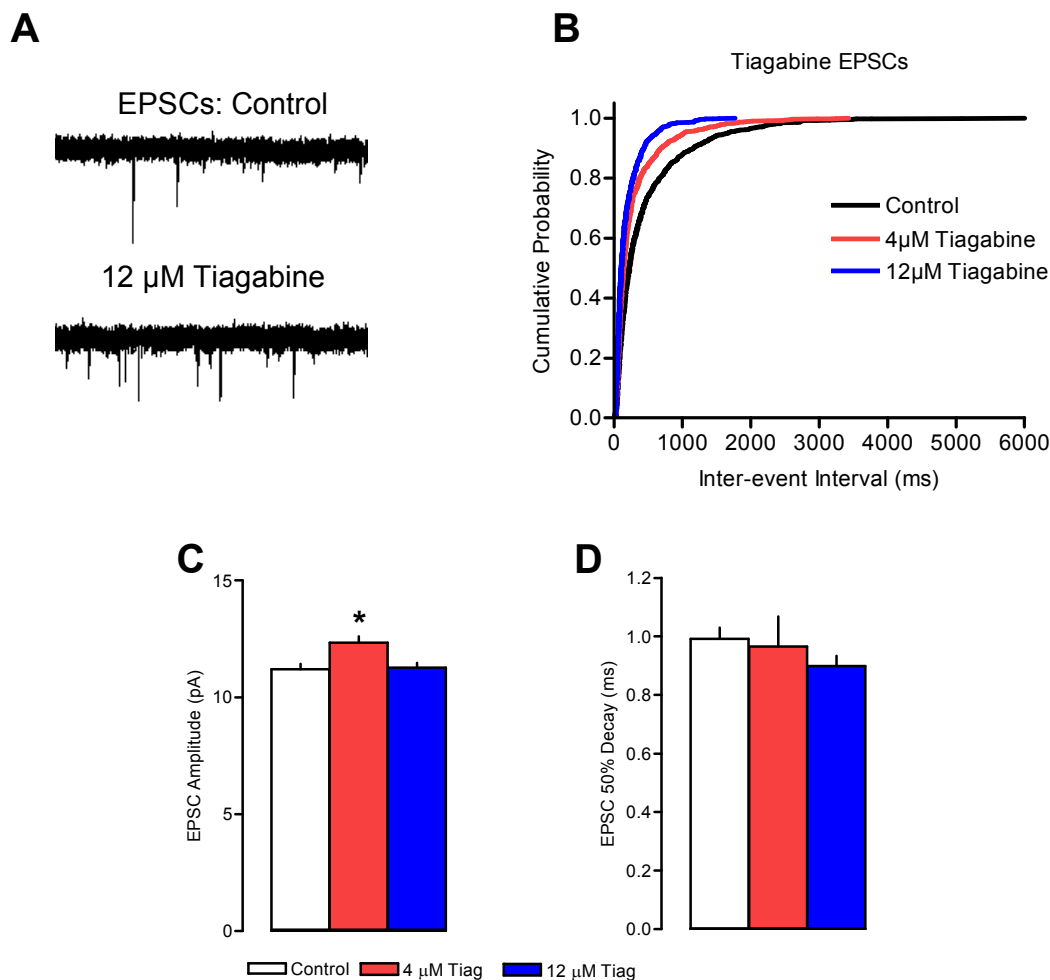 A
EPSCs: Control
12 µM Tiagabine
B
Tiagabine EPSCs
Cumulative Probability
1.0
0.8
0.6
0.4
0.2
0.0
Control
4µM Tiagabine
12µM Tiagabine
0 1000 2000 3000 4000 5000 6000
Inter-event Interval (ms)
C
EPSC Amplitude (pA)
15
10
5
0
*
D
EPSC 50% Decay (ms)
1.2
1.0
0.8
0.6
0.4
0.2
0.0
Control 4 µM Tiag 12 µM Tiag